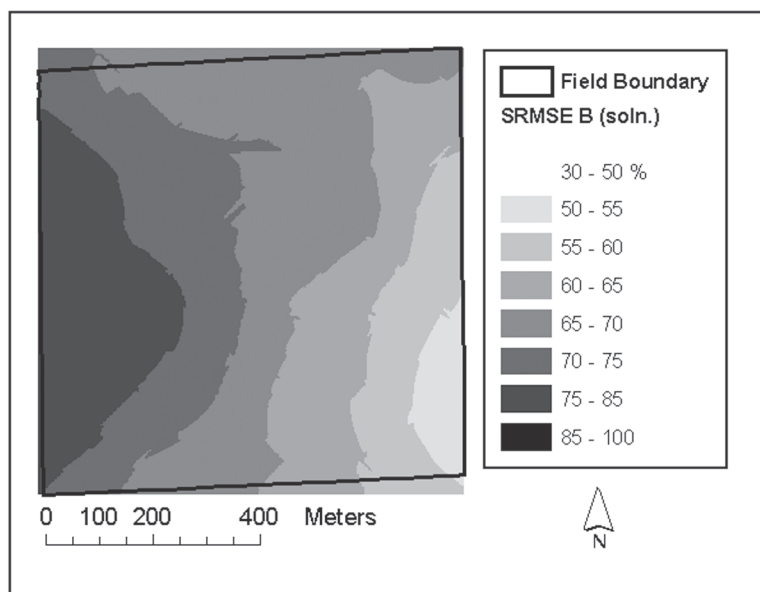 Field Boundary
SRMSE B (soln.)
30 - 50 %
50 - 55
55 - 60
60 - 65
65 - 70
70 - 75
75 - 85
85 - 100
0 100 200 400 Meters
N